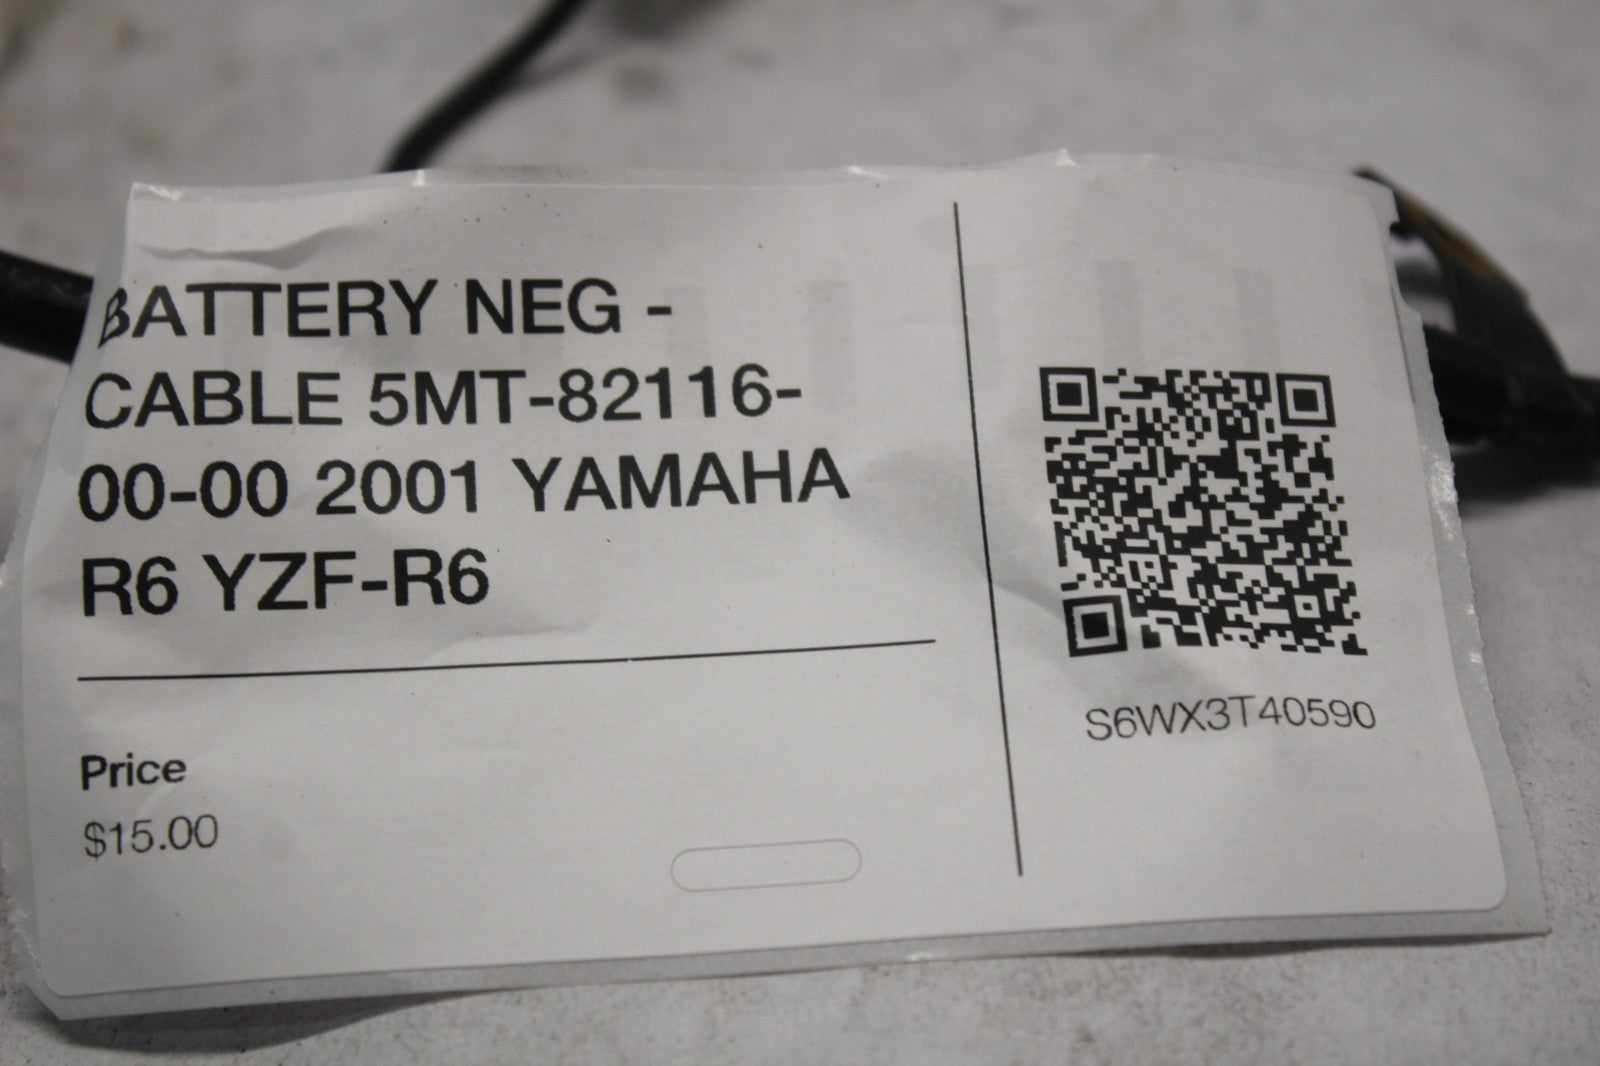 BATTERY NEG -
CABLE 5MT-82116-
00-00 2001 YAMAHA
R6 YZF-R6
Price
$15.00
S6WX3T40590